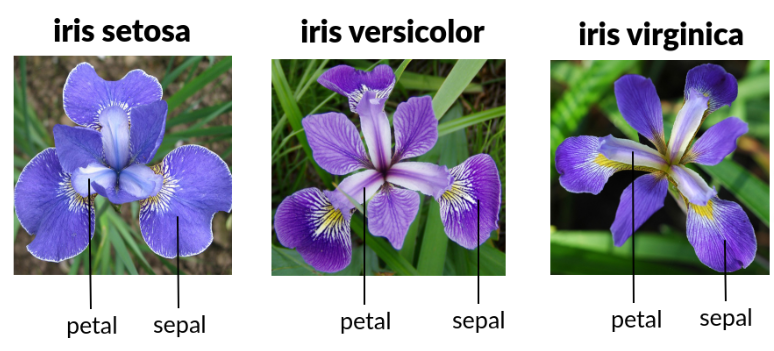 iris setosa
iris versicolor
iris virginica
petal
sepal
petal
sepal
petal
sepal